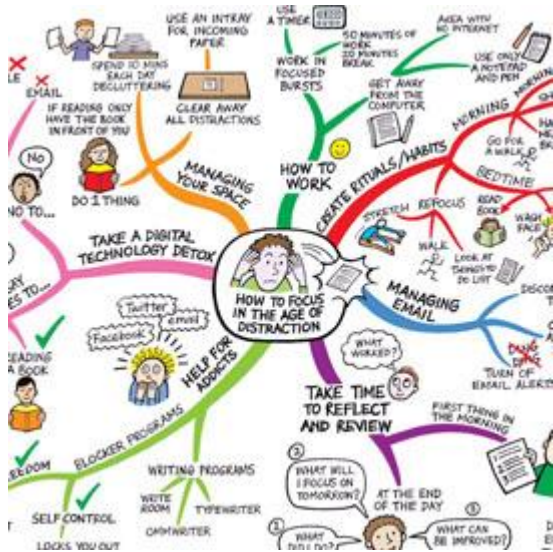 HOW TO FOCUS
IN THE AGE OF
DISTRACTION
MANAGING
YOUR SPACE
USE AN INTRAY
FOR INCOMING
PAPER
SPEND 10 MINS
EACH DAY
DECLUTTERING
CLEAR AWAY
ALL DISTRACTIONS
IF READING ONLY
HAVE THE BOOK
IN FRONT OF YOU
DO 1 THING
HOW TO
WORK
USE
A TIMER
WORK IN
FOCUSED
BURSTS
50 MINUTES OF
WORK
10 MINUTES
BREAK
GET AWAY
FROM THE
COMPUTER
AREA WITH
NO INTERNET
USE ONLY
A NOTEPAD
AND PEN
CREATE RITUALS/HABITS
MORNING
MORNING
GO FOR
A WALK
BEDTIME
READ
BOOK
WASH
FACE
REFOCUS
STRETCH
WALK
LOOK AT
THINGS TO
DO LIST
MANAGING
EMAIL
DING
DING
TURN OF
EMAIL ALERTS
TAKE TIME
TO REFLECT
AND REVIEW
WHAT
WORKED?
FIRST THING IN
THE MORNING
AT THE END
OF THE DAY
WHAT WILL
I FOCUS ON
TOMORROW?
WHAT CAN
BE IMPROVED?
WHAT
DID I DO?
HELP FOR
ADDICTS
Twitter
email
Facebook
BLOCKER PROGRAMS
SELF CONTROL
LOCKS YOU OUT
WRITING PROGRAMS
WRITE
ROOM
OMMWRITER
TYPEWRITER
TAKE A DIGITAL
TECHNOLOGY DETOX
EMAIL
NO
NO TO...
A BOOK